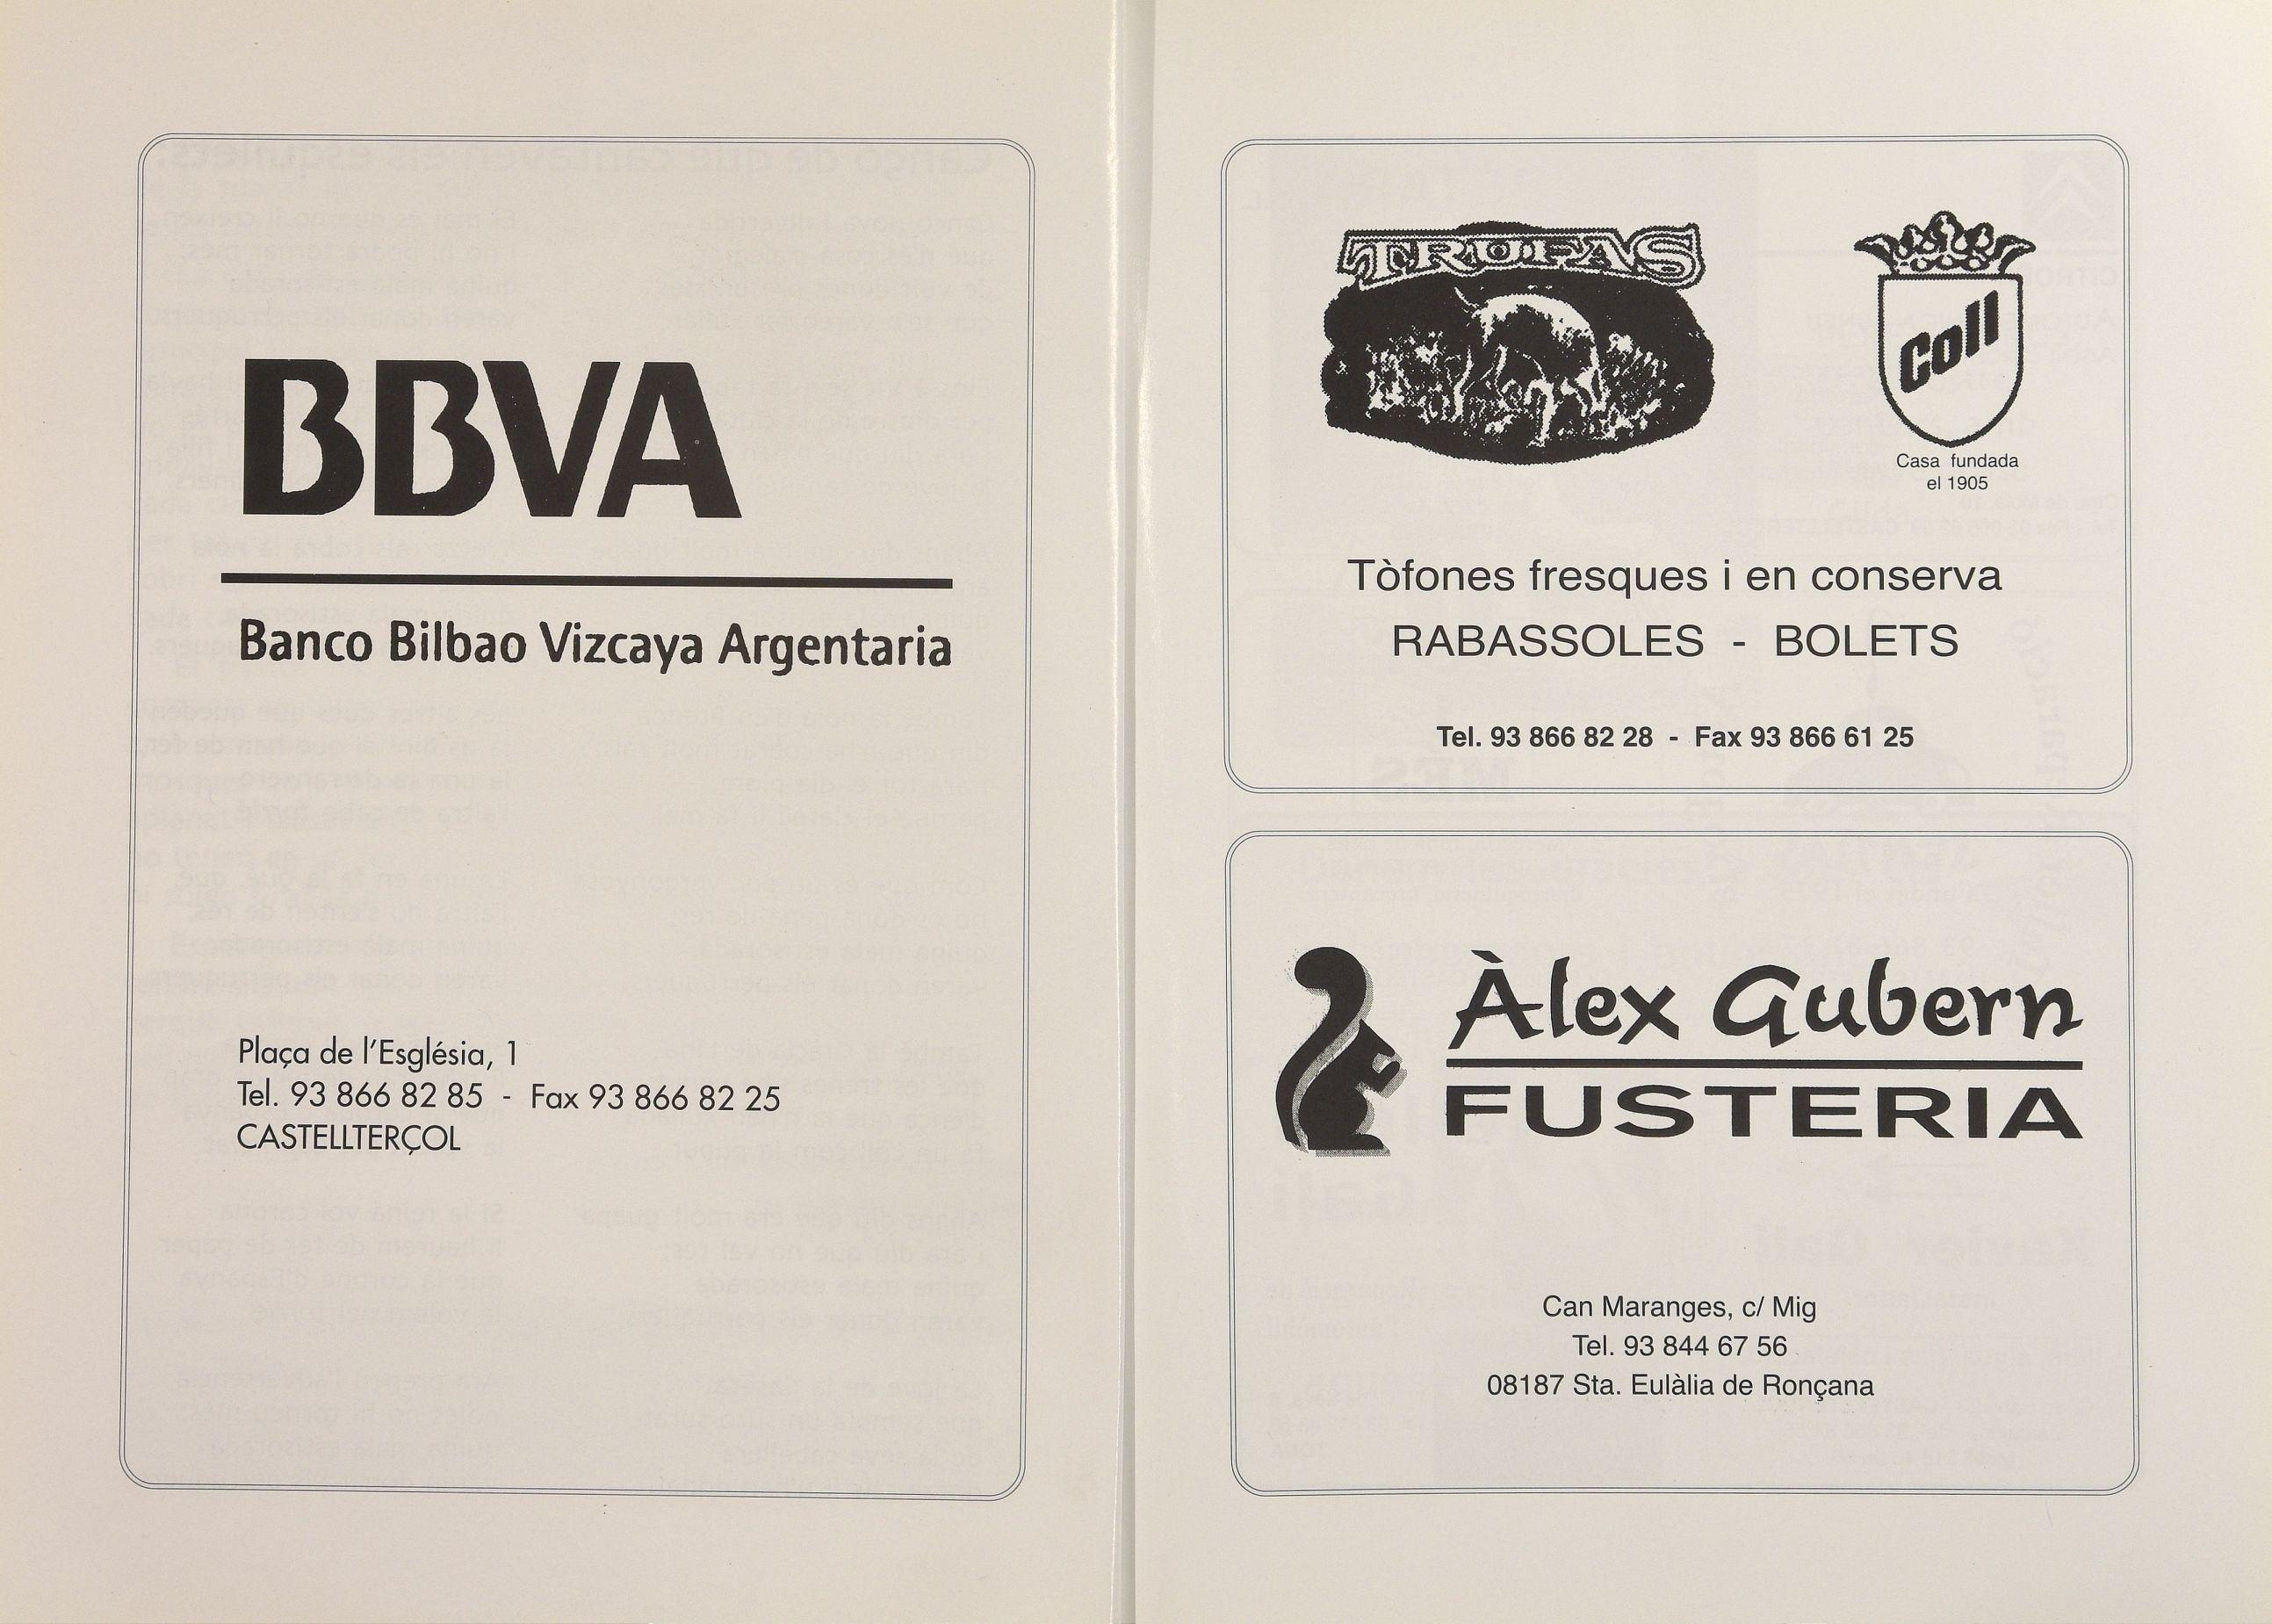 BBVA
Banco Bilbao Vizcaya Argentaria
Plaça de l'Església, 1
Tel. 93 866 82 85 - Fax 93 866 82 25
CASTELLTERÇOL
TRUFAS
Coll
Casa fundada
el 1905
Tòfones fresques i en conserva
RABASSOLES - BOLETS
Tel. 93 866 82 28 - Fax 93 866 61 25
Àlex Gubern
FUSTERIA
Can Maranges, c/ Mig
Tel. 93 844 67 56
08187 Sta. Eulàlia de Ronçana